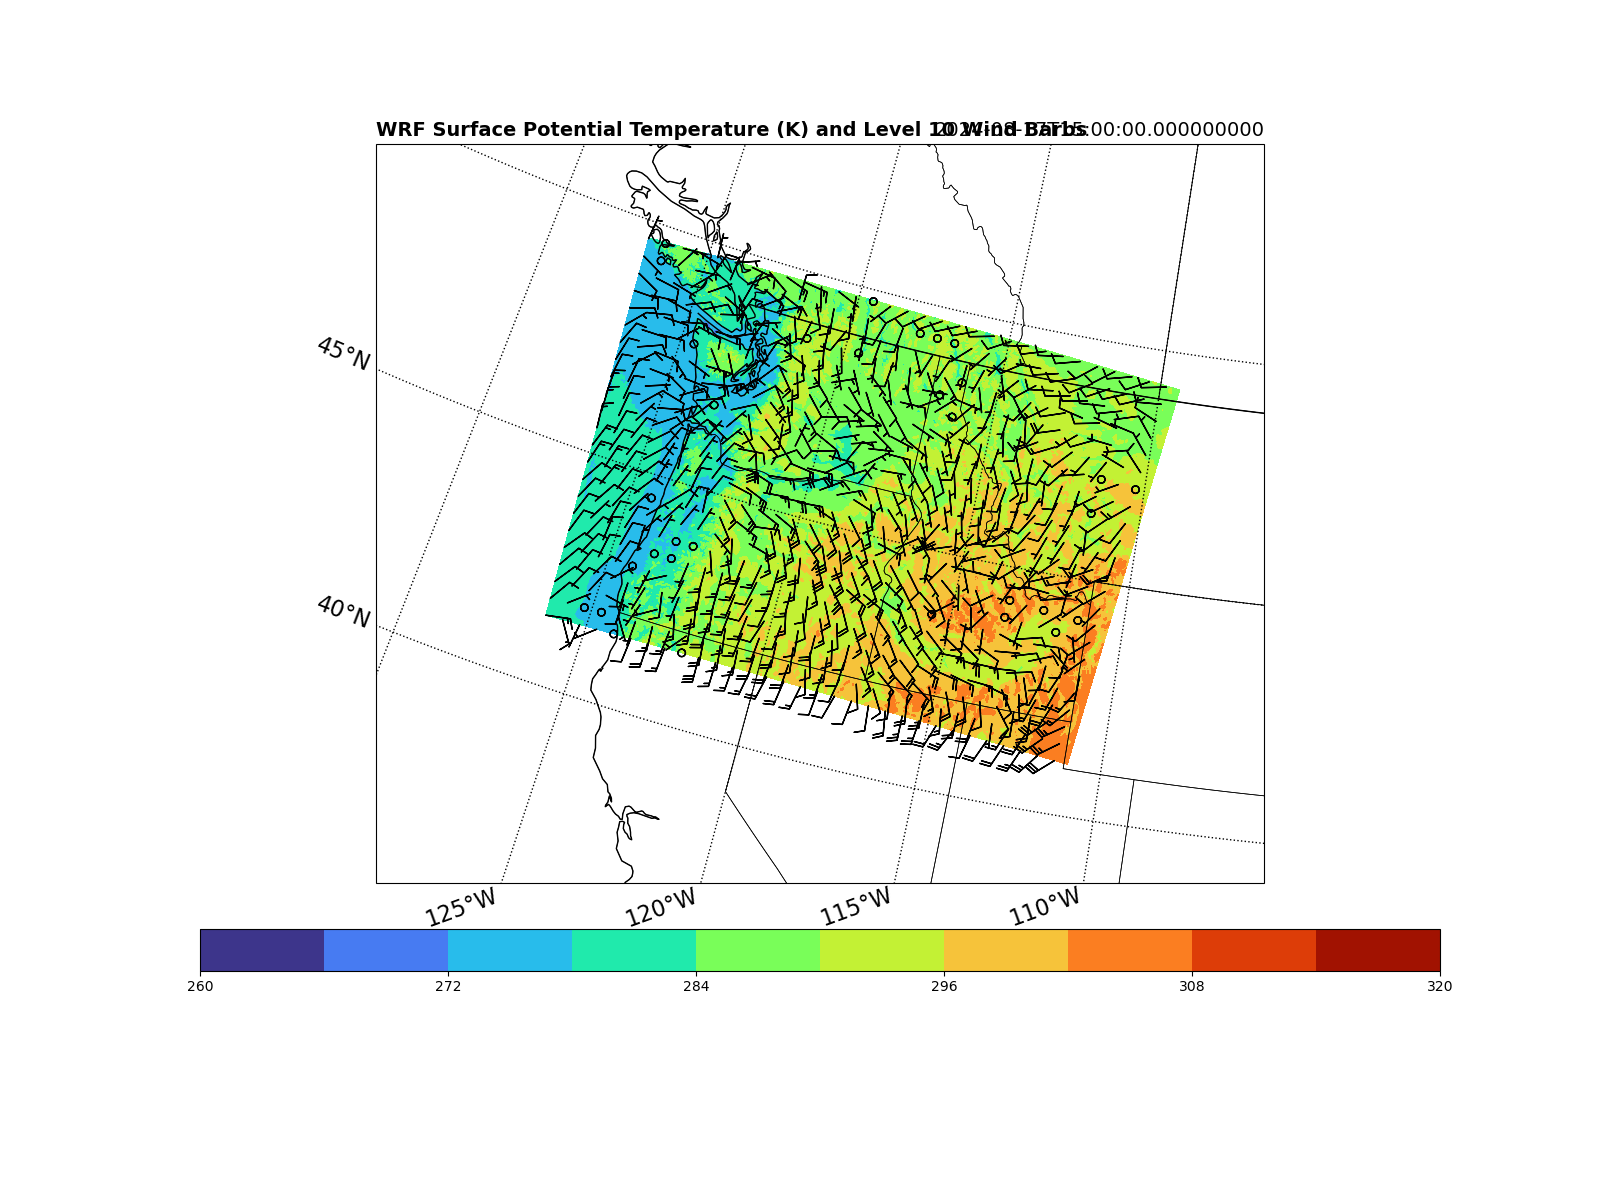 WRF Surface Potential Temperature (K) and Level 10 Wind Barbs
45°N
40°N
125°W 120°W 115°W 110°W
260 272 284 296 308 320